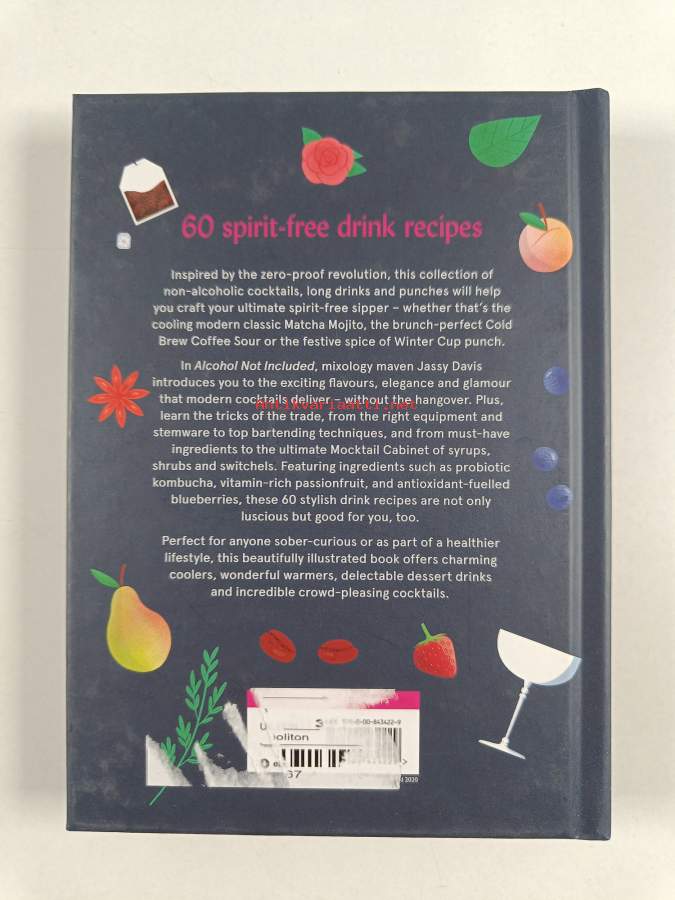 60 spirit-free drink recipes
Inspired by the zero-proof revolution, this collection of
non-alcoholic cocktails, long drinks and punches will help
you craft your ultimate spirit-free sipper – whether that's the
cooling modern classic Matcha Mojito, the brunch-perfect Cold
Brew Coffee Sour or the festive spice of Winter Cup punch.
In Alcohol Not Included, mixology maven Jassy Davis
introduces you to the exciting flavours, elegance and glamour
that modern cocktails deliver – without the hangover. Plus,
antikvariaatti.net
learn the tricks of the trade, from the right equipment and
stemware to top bartending techniques, and from must-have
ingredients to the ultimate Mocktail Cabinet of syrups,
shrubs and switchels. Featuring ingredients such as probiotic
kombucha, vitamin-rich passionfruit, and antioxidant-fuelled
blueberries, these 60 stylish drink recipes are not only
luscious but good for you, too.
Perfect for anyone sober-curious or as part of a healthier
lifestyle, this beautifully illustrated book offers charming
coolers, wonderful warmers, delectable dessert drinks
and incredible crowd-pleasing cocktails.
-00-843422-9
2020